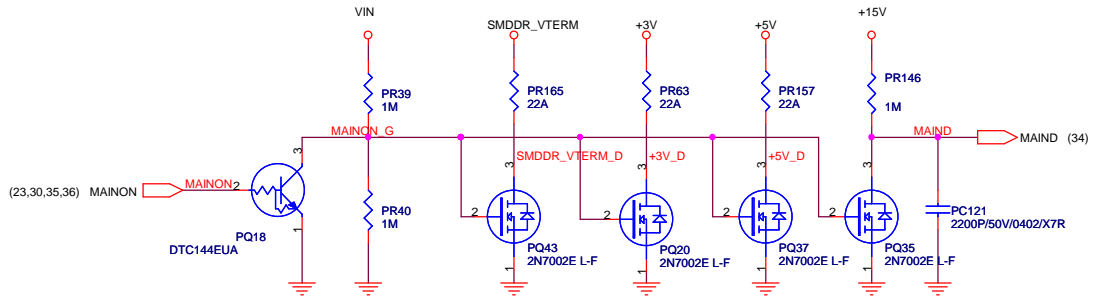 VIN
SMDDR_VTERM
+3V
+5V
+15V
PR39
1M
PR165
22A
PR63
22A
PR157
22A
PR146
1M
MAINON_G
MAIND
MAIND (34)
3
SMDDR_VTERM_D
3
+3V_D
3
+5V_D
3
3
(23,30,35,36) MAINON
MAINON
2
PQ18
DTC144EUA
1
PR40
1M
2
PQ43
2N7002E L-F
1
2
PQ20
2N7002E L-F
1
2
PQ37
2N7002E L-F
1
2
PQ35
2N7002E L-F
1
PC121
2200P/50V/0402/X7R